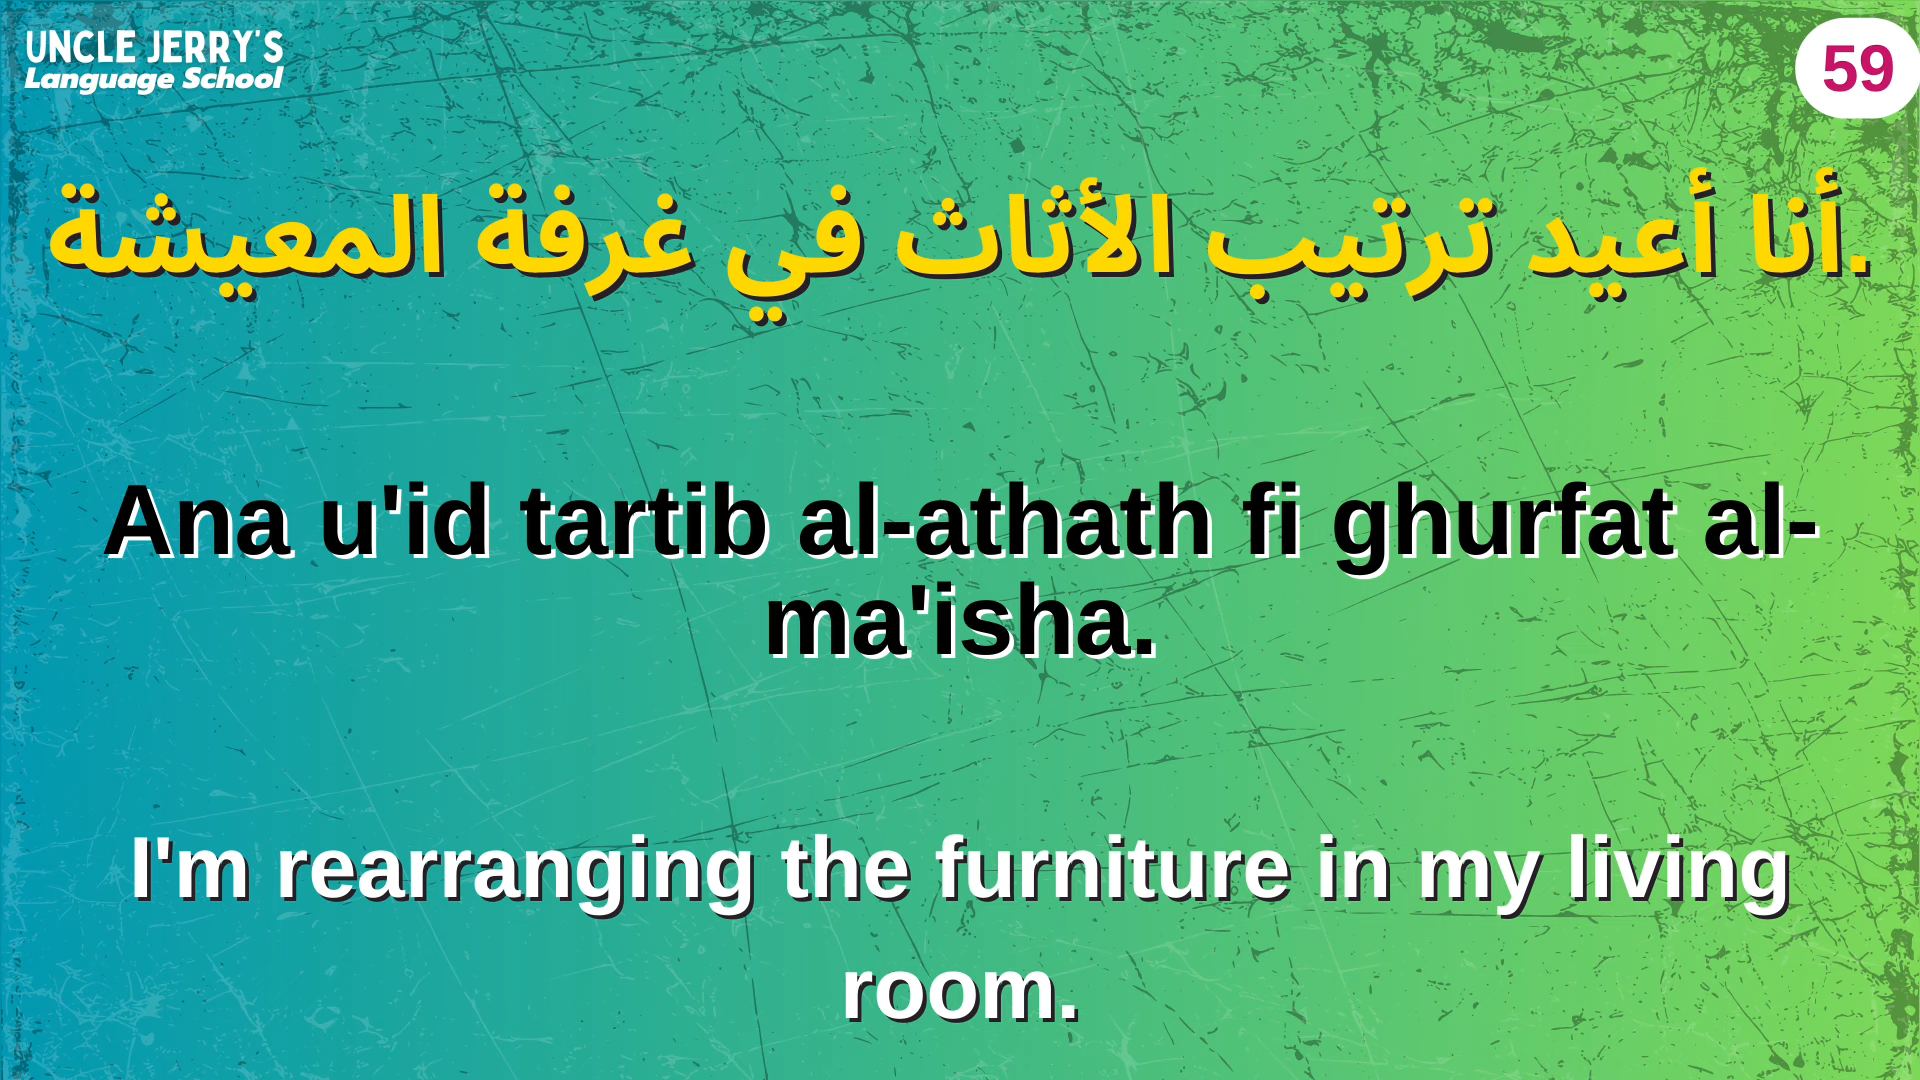 UNCLE JERRY'S
Language School
59
أنا أعيد ترتيب الأثاث في غرفة المعيشة.
Ana u'id tartib al-athath fi ghurfat al-
ma'isha.
I'm rearranging the furniture in my living
room.